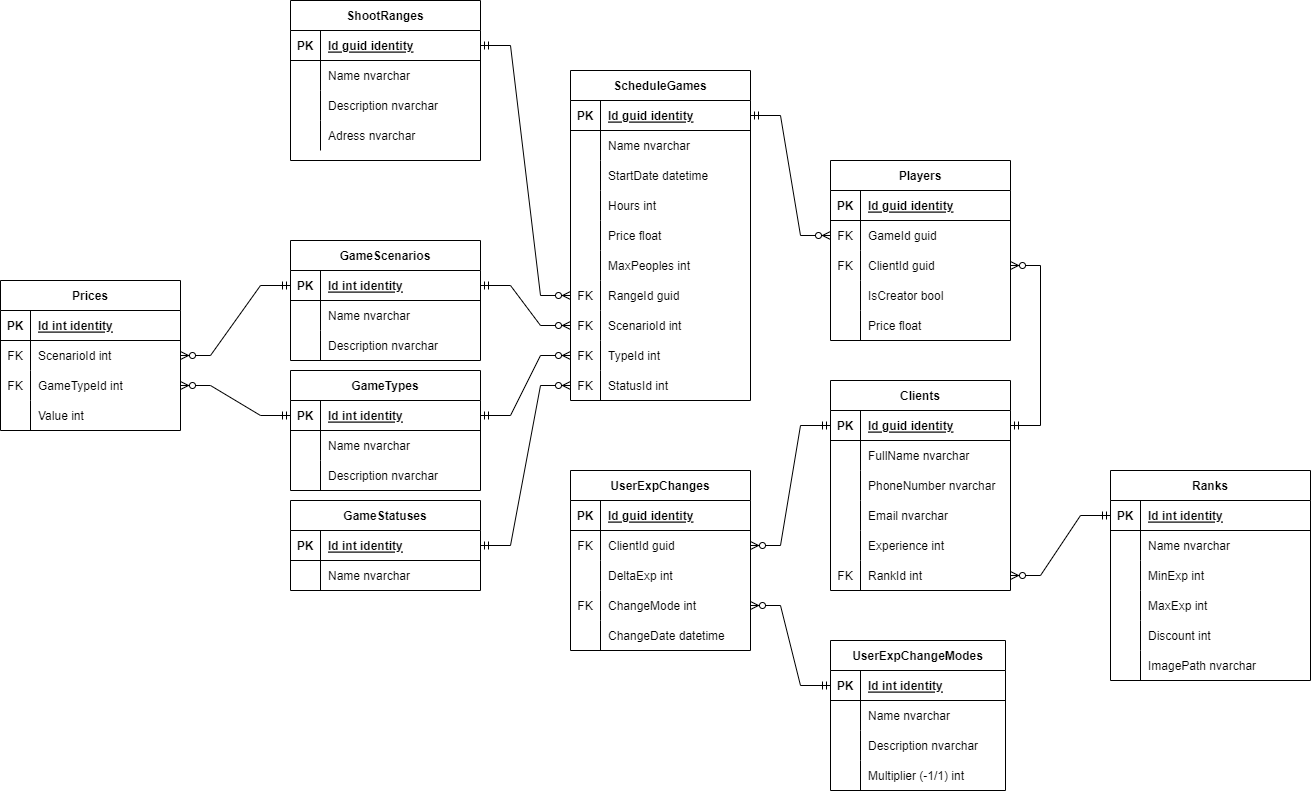 ShootRanges
PK Id guid identity
Name nvarchar
Description nvarchar
Adress nvarchar
ScheduleGames
PK Id guid identity
Name nvarchar
StartDate datetime
Hours int
Price float
MaxPeoples int
FK RangeId guid
FK ScenarioId int
FK TypeId int
FK StatusId int
Players
PK Id guid identity
FK GameId guid
FK ClientId guid
IsCreator bool
Price float
GameScenarios
PK Id int identity
Name nvarchar
Description nvarchar
Prices
PK Id int identity
FK ScenarioId int
FK GameTypeId int
Value int
GameTypes
PK Id int identity
Name nvarchar
Description nvarchar
GameStatuses
PK Id int identity
Name nvarchar
Clients
PK Id guid identity
FullName nvarchar
PhoneNumber nvarchar
Email nvarchar
Experience int
FK RankId int
UserExpChanges
PK Id guid identity
FK ClientId guid
DeltaExp int
FK ChangeMode int
ChangeDate datetime
Ranks
PK Id int identity
Name nvarchar
MinExp int
MaxExp int
Discount int
ImagePath nvarchar
UserExpChangeModes
PK Id int identity
Name nvarchar
Description nvarchar
Multiplier (-1/1) int